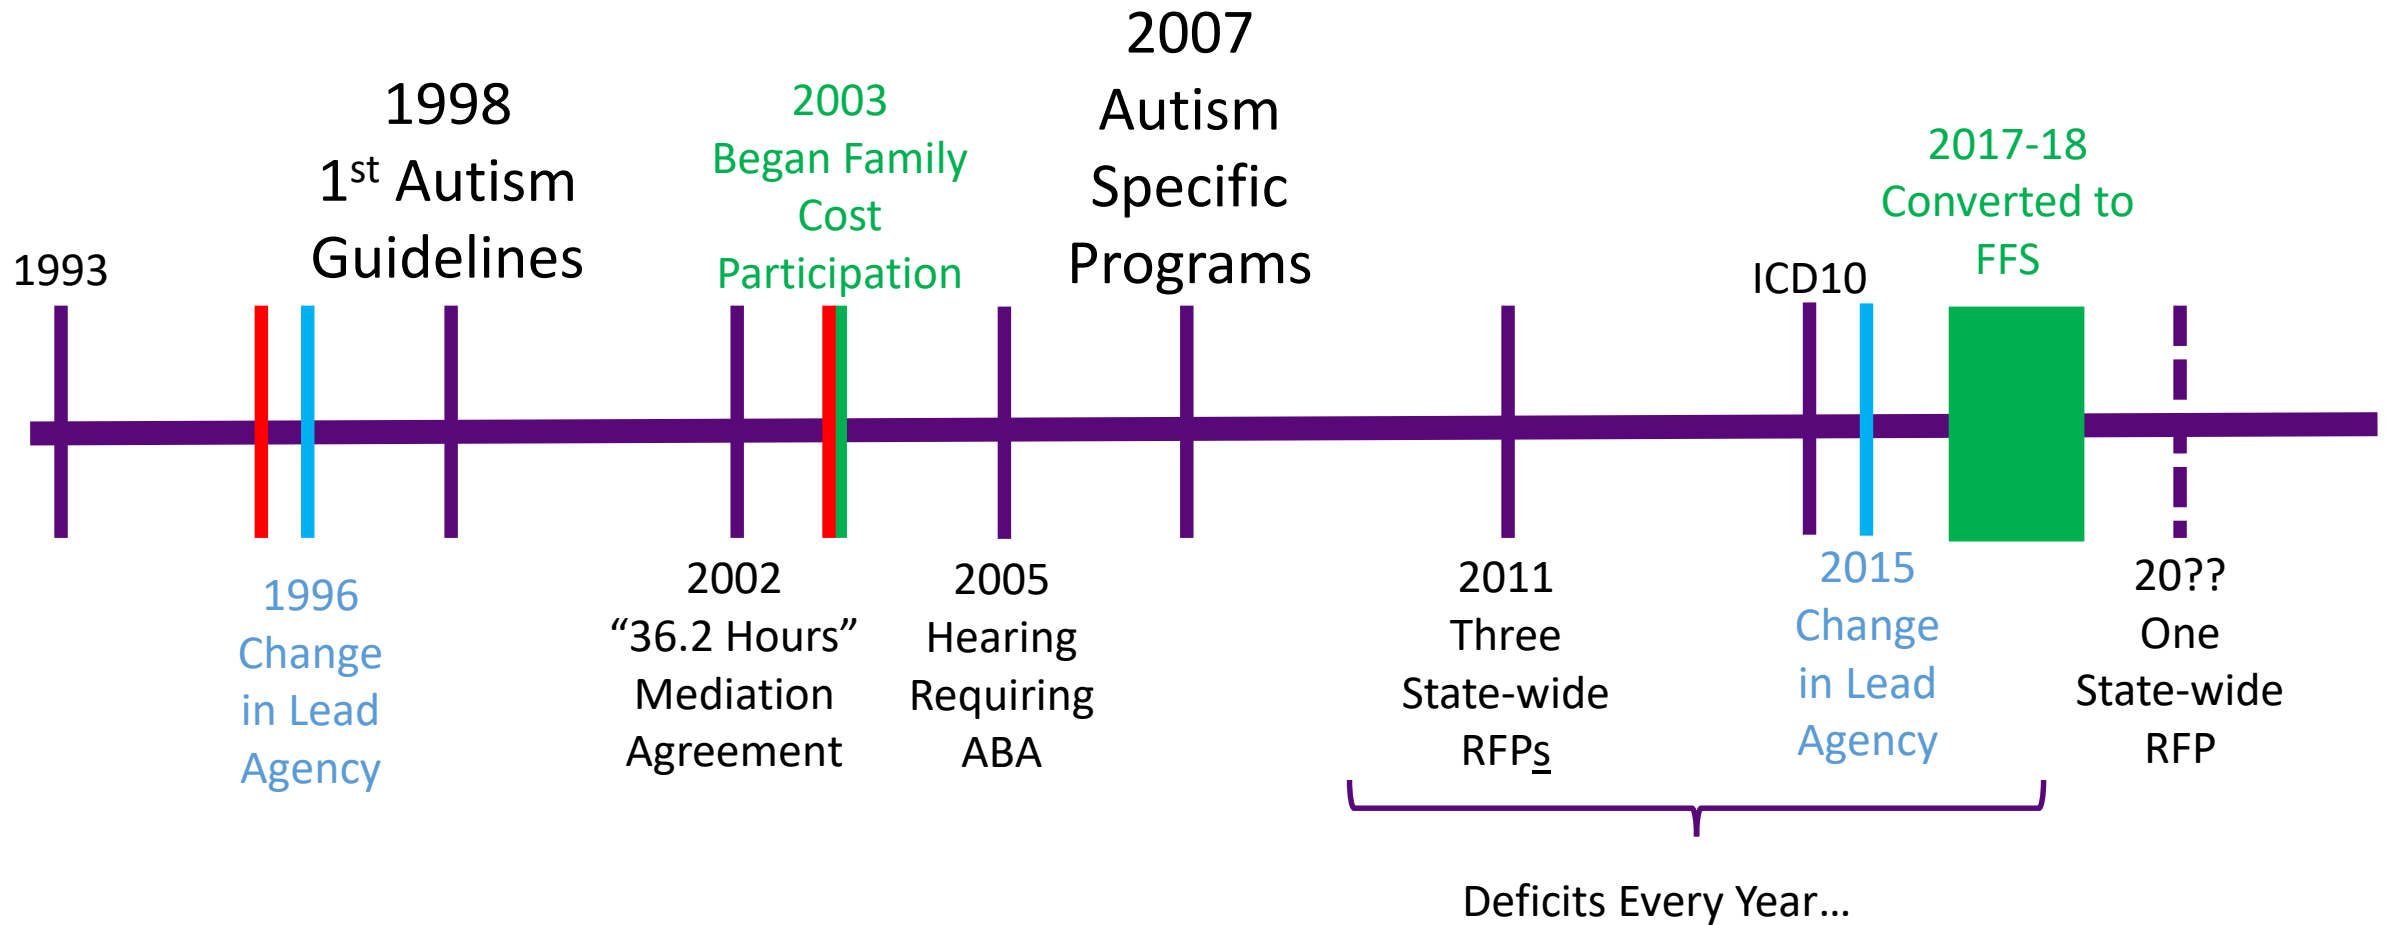 1993
1998
1st Autism
Guidelines
2003
Began Family
Cost
Participation
2007
Autism
Specific
Programs
ICD10
2017-18
Converted to
FFS
1996
Change
in Lead
Agency
2002
“36.2 Hours”
Mediation
Agreement
2005
Hearing
Requiring
ABA
2011
Three
State-wide
RFPs
2015
Change
in Lead
Agency
20??
One
State-wide
RFP
Deficits Every Year…